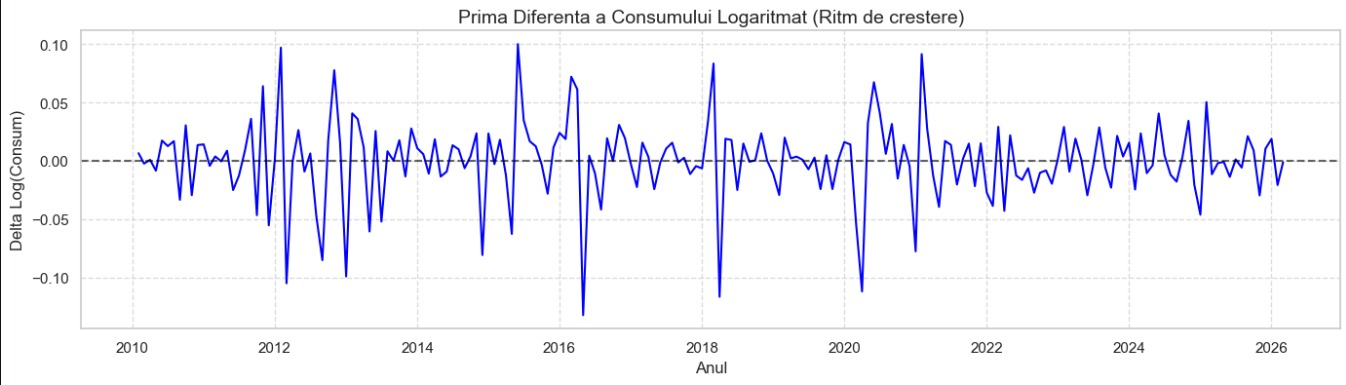 Prima Diferenta a Consumului Logaritmat (Ritm de crestere)
0.10
0.05
0.00
−0.05
−0.10
Delta Log(Consum)
2010 2012 2014 2016 2018 2020 2022 2024 2026
Anul